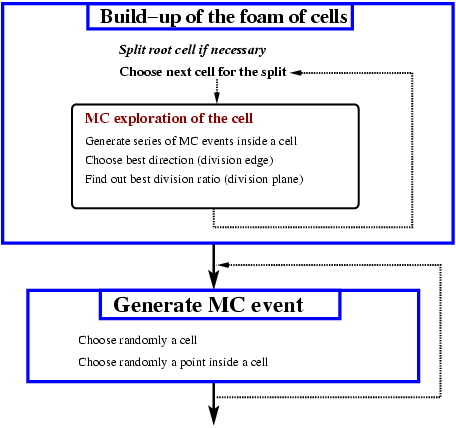 Build-up of the foam of cells
Split root cell if necessary
Choose next cell for the split
MC exploration of the cell
Generate series of MC events inside a cell
Choose best direction (division edge)
Find out best division ratio (division plane)
Generate MC event
Choose randomly a cell
Choose randomly a point inside a cell